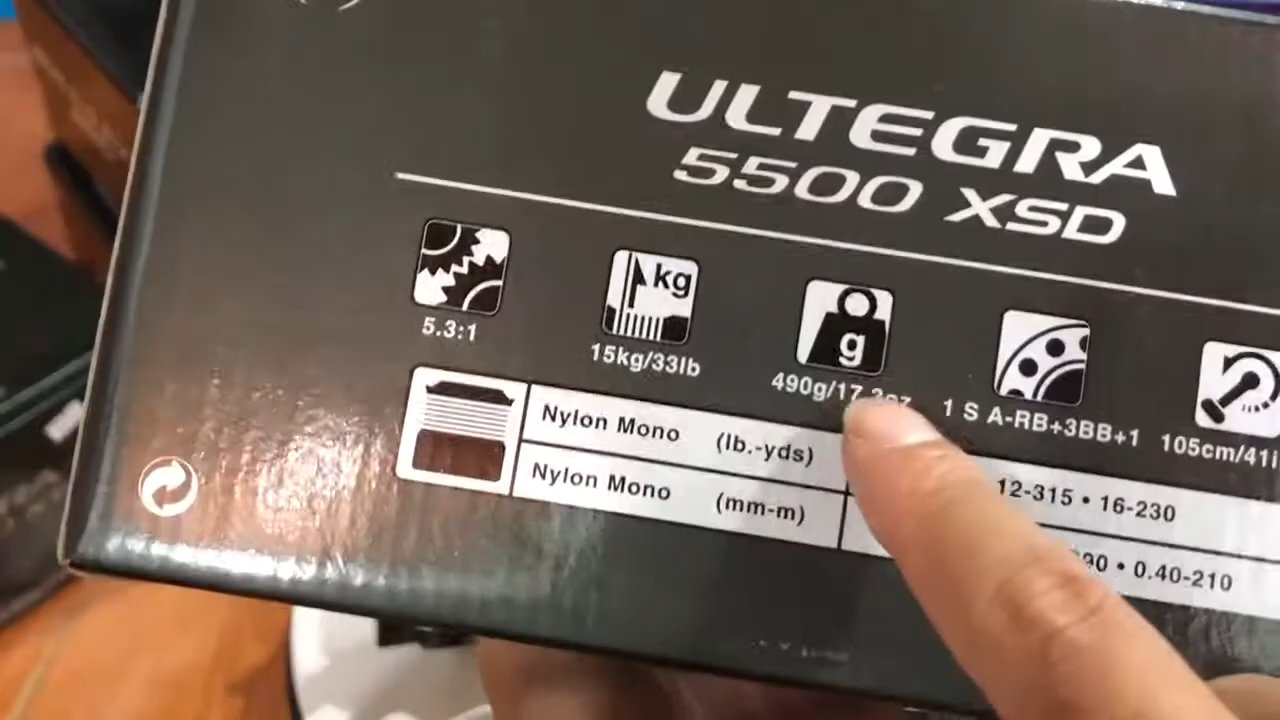 ULTEGRA
5500 XSD
kg
g
5.3:1
15kg/33lb
490g/17.3oz
1 S A-RB+3BB+1
105cm/41i
Nylon Mono (lb.-yds) 12-315 • 16-230
Nylon Mono (mm-m) 90 • 0.40-210